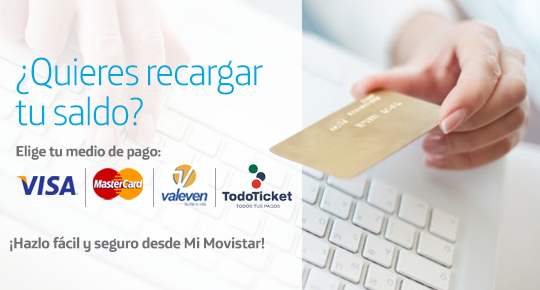 ¿Quieres recargar
tu saldo?
Elige tu medio de pago:
VISA MasterCard valeven TodoTicket
TODOS TUS PAGOS
¡Hazlo fácil y seguro desde Mi Movistar!